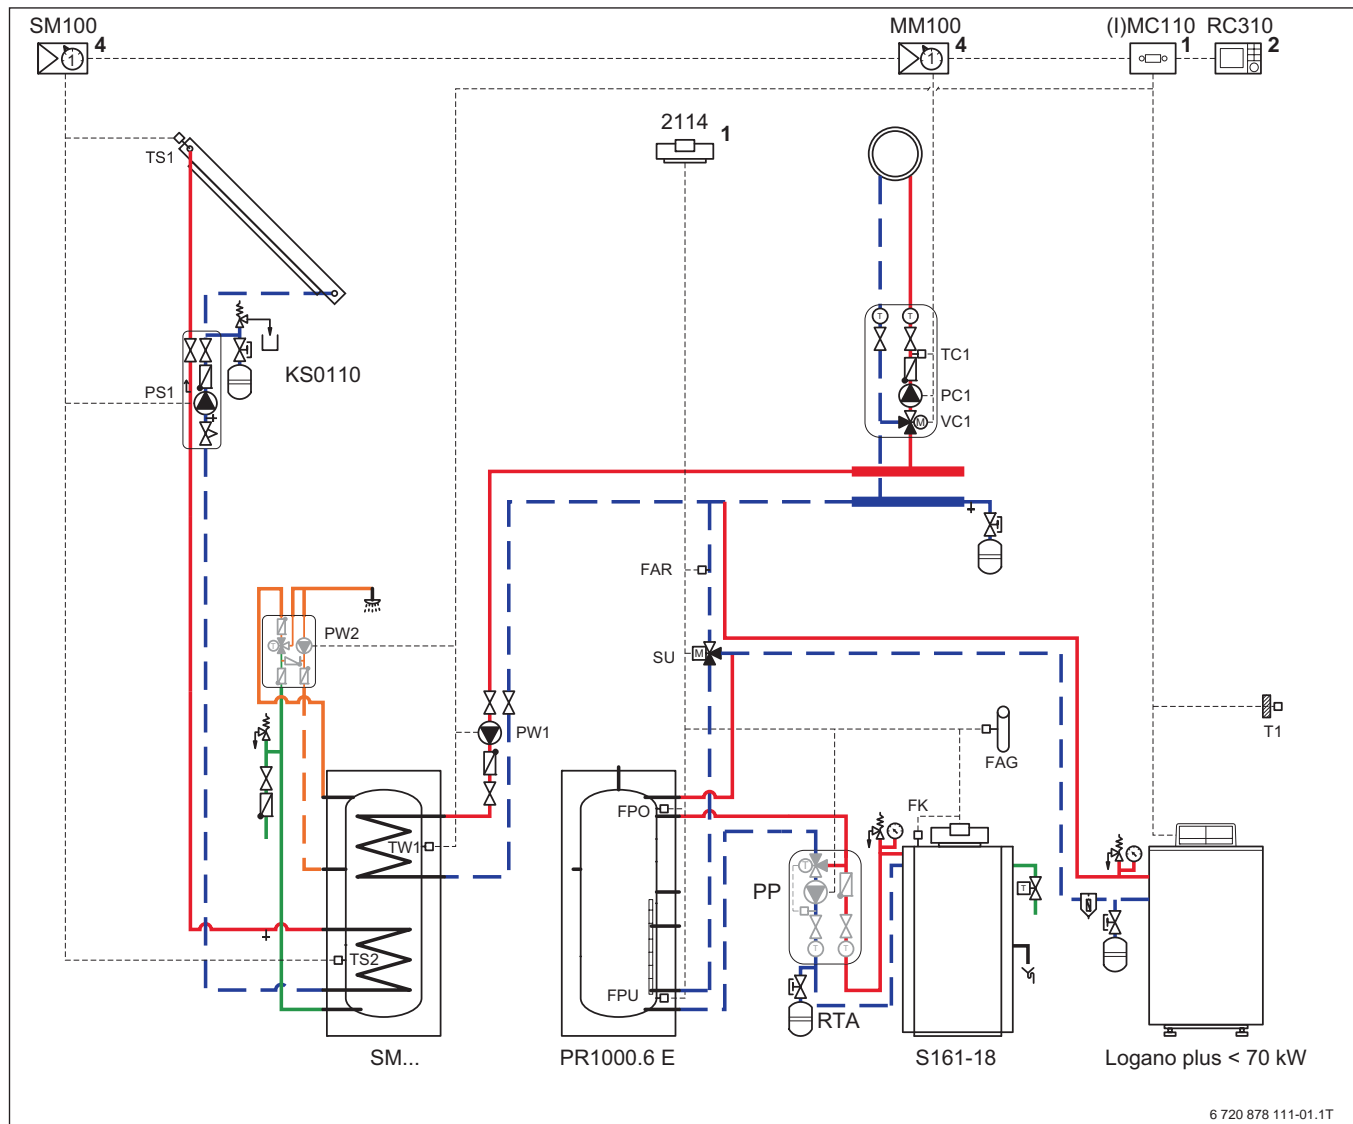 SM100
4
1
MM100
4
1
(I)MC110
1
RC310
2
2114
1
TS1
KS0110
PS1
T
T
TC1
PC1
M
VC1
FAR
PW2
T
SU
M
PW1
T1
FAG
FPO
FK
TW1
T
PP
T
TS2
T
T
FPU
RTA
SM...
PR1000.6 E
S161-18
Logano plus < 70 kW
6 720 878 111-01.1T